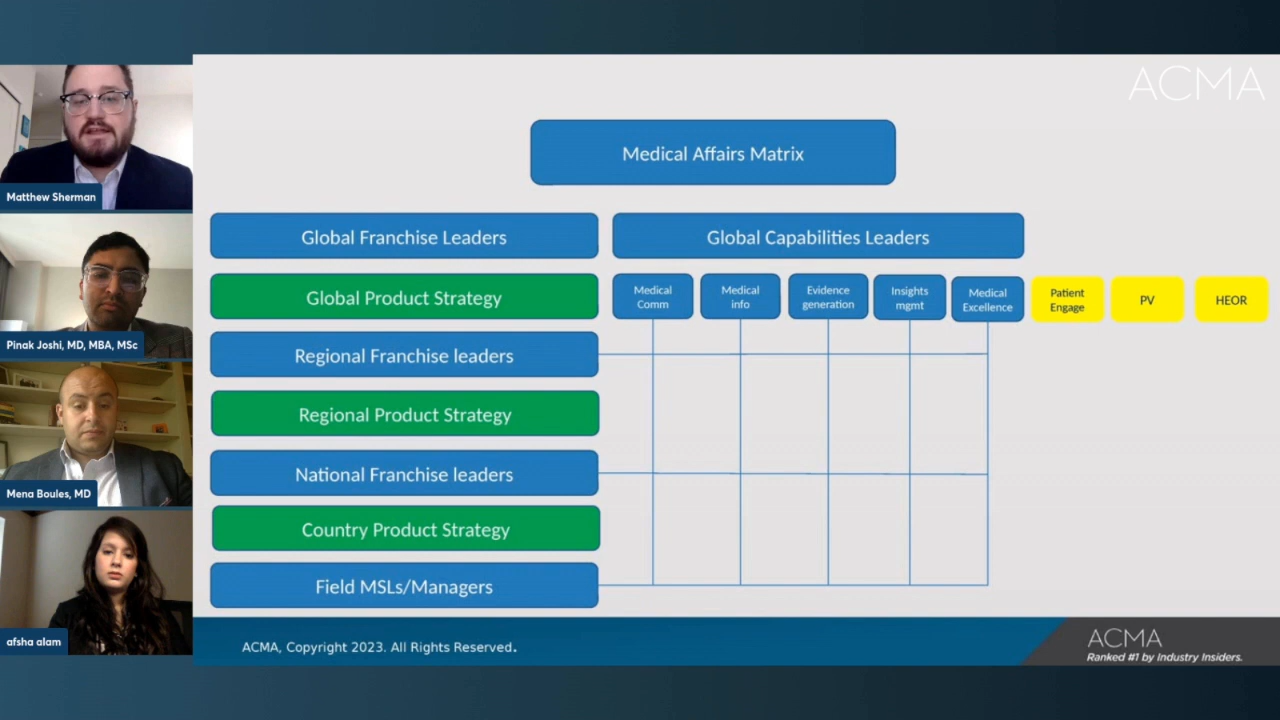 ACMA
Medical Affairs Matrix
Matthew Sherman
Global Franchise Leaders
Global Capabilities Leaders
Global Product Strategy
Medical
Comm
Medical
info
Evidence
generation
Insights
mgmt
Medical
Excellence
Patient
Engage
PV
HEOR
Pinak Joshi, MD, MBA, MSc
Regional Franchise leaders
Regional Product Strategy
National Franchise leaders
Mena Boules, MD
Country Product Strategy
Field MSLs/Managers
afsha alam
ACMA, Copyright 2023. All Rights Reserved.
ACMA
Ranked #1 by Industry Insiders.